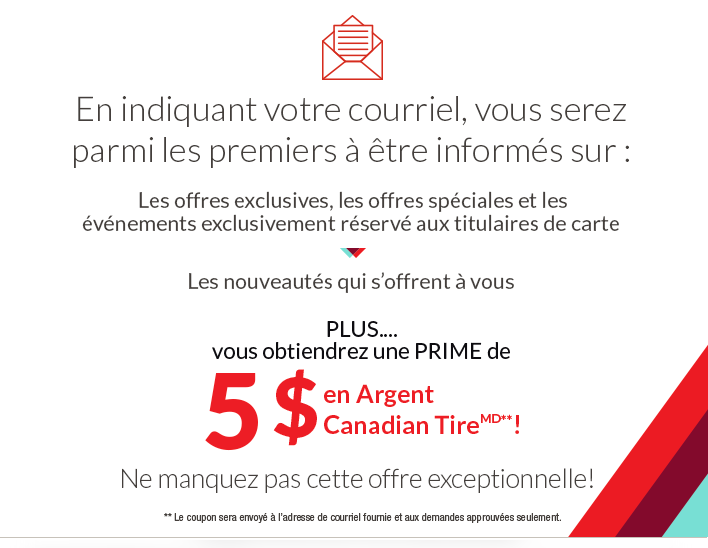 En indiquant votre courriel, vous serez
parmi les premiers à être informés sur :
Les offres exclusives, les offres spéciales et les
événements exclusivement réservé aux titulaires de carte
Les nouveautés qui s’offrent à vous
PLUS....
vous obtiendrez une PRIME de
5 $ en Argent
Canadian Tire^MD**!
Ne manquez pas cette offre exceptionnelle!
** Le coupon sera envoyé à l’adresse de courriel fournie et aux demandes approuvées seulement.